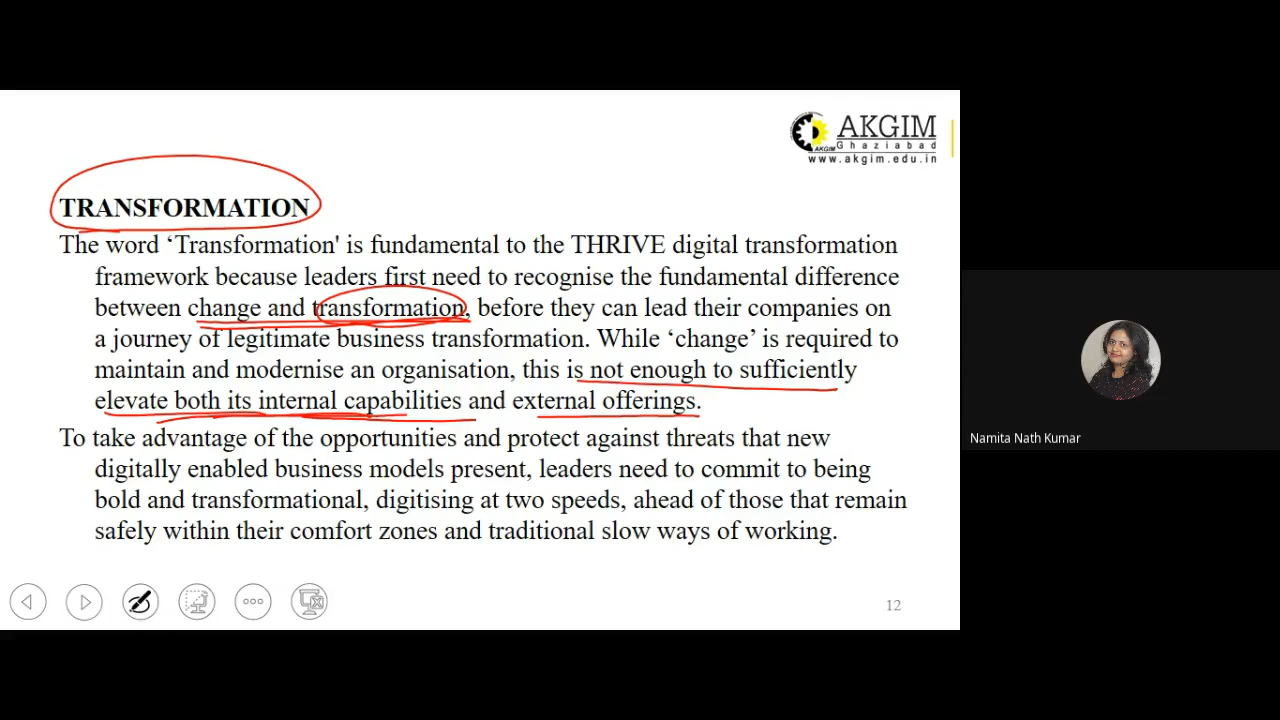 AKGIM
Ghaziabad
AKGIM
www.akgim.edu.in
TRANSFORMATION
The word ‘Transformation' is fundamental to the THRIVE digital transformation
framework because leaders first need to recognise the fundamental difference
between change and transformation, before they can lead their companies on
a journey of legitimate business transformation. While ‘change’ is required to
maintain and modernise an organisation, this is not enough to sufficiently
elevate both its internal capabilities and external offerings.
To take advantage of the opportunities and protect against threats that new
digitally enabled business models present, leaders need to commit to being
bold and transformational, digitising at two speeds, ahead of those that remain
safely within their comfort zones and traditional slow ways of working.
12
Namita Nath Kumar